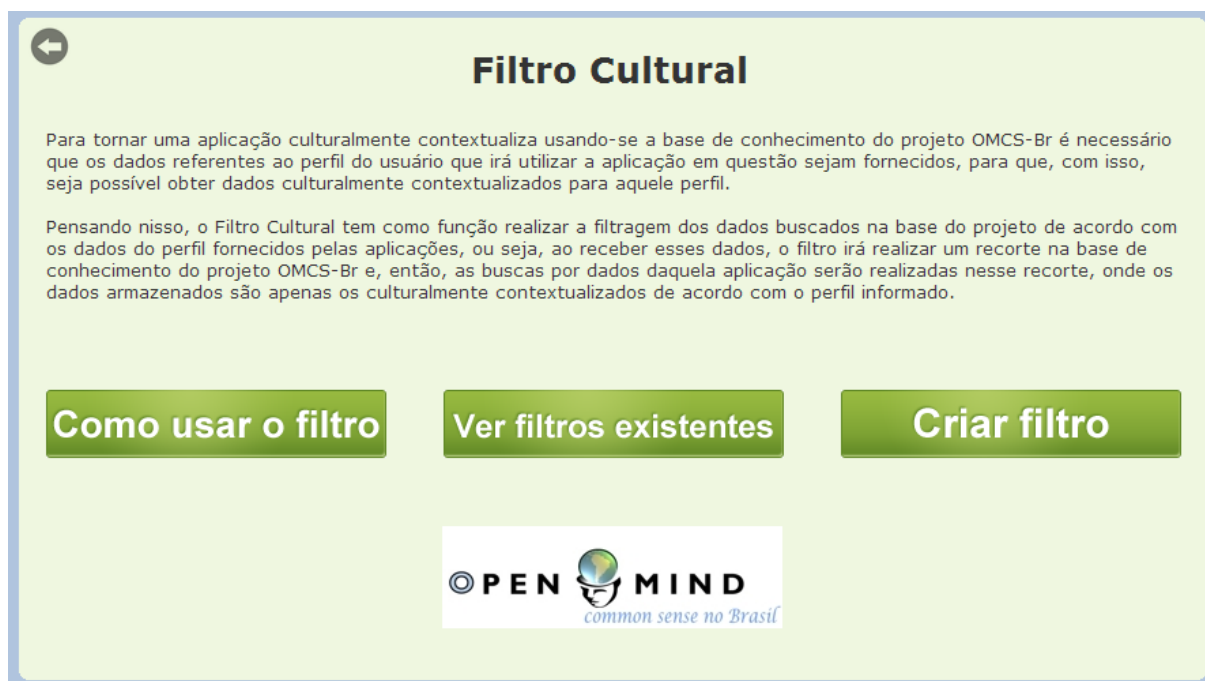 Filtro Cultural
Para tornar uma aplicação culturalmente contextualiza usando-se a base de conhecimento do projeto OMCS-Br é necessário
que os dados referentes ao perfil do usuário que irá utilizar a aplicação em questão sejam fornecidos, para que, com isso,
seja possível obter dados culturalmente contextualizados para aquele perfil.
Pensando nisso, o Filtro Cultural tem como função realizar a filtragem dos dados buscados na base do projeto de acordo com
os dados do perfil fornecidos pelas aplicações, ou seja, ao receber esses dados, o filtro irá realizar um recorte na base de
conhecimento do projeto OMCS-Br e, então, as buscas por dados daquela aplicação serão realizadas nesse recorte, onde os
dados armazenados são apenas os culturalmente contextualizados de acordo com o perfil informado.
Como usar o filtro
Ver filtros existentes
Criar filtro
OPEN MIND
common sense no Brasil